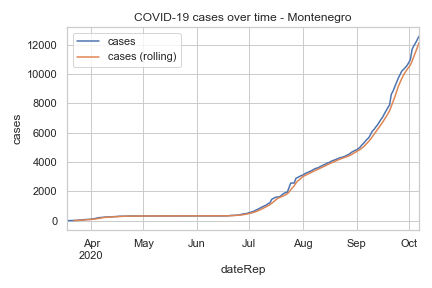 COVID-19 cases over time - Montenegro
cases
cases (rolling)
12000
10000
8000
6000
4000
2000
0
cases
Apr May Jun Jul Aug Sep Oct
2020
dateRep